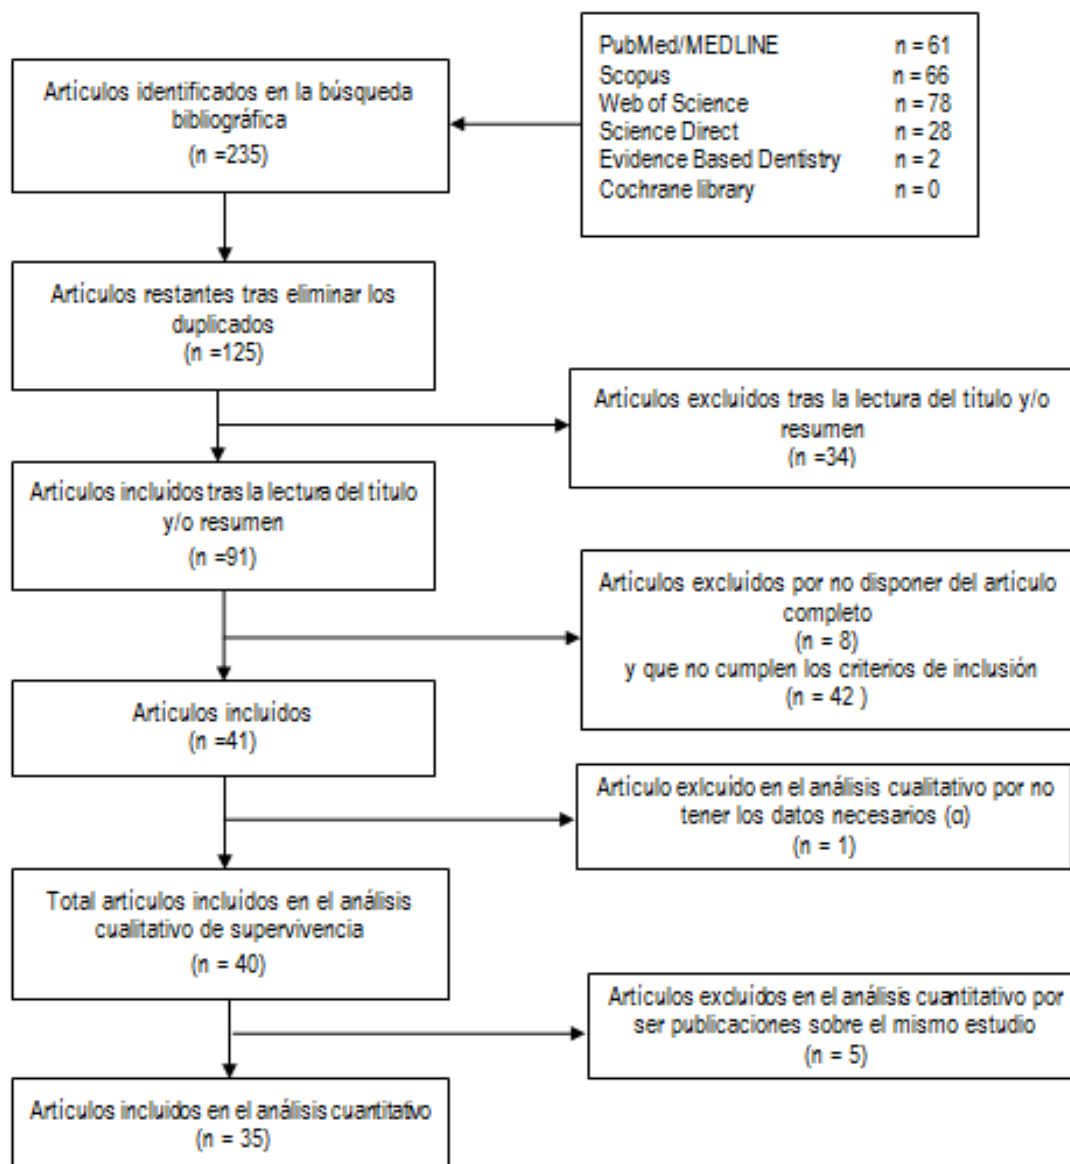 PubMed/MEDLINE n = 61
Scopus n = 66
Web of Science n = 78
Science Direct n = 28
Evidence Based Dentistry n = 2
Cochrane library n = 0
Artículos identificados en la búsqueda
bibliográfica
(n =235)
Artículos restantes tras eliminar los
duplicados
(n =125)
Artículos excluidos tras la lectura del título y/o
resumen
(n =34)
Artículos incluidos tras la lectura del título
y/o resumen
(n =91)
Artículos excluidos por no disponer del artículo
completo
(n = 8)
y que no cumplen los criterios de inclusión
(n = 42 )
Artículos incluidos
(n =41)
Artículo exlcuido en el análisis cualitativo por no
tener los datos necesarios (α)
(n = 1)
Total artículos incluidos en el análisis
cualitativo de supervivencia
(n = 40)
Artículos excluidos en el análisis cuantitativo por
ser publicaciones sobre el mismo estudio
(n = 5)
Artículos incluidos en el análisis cuantitativo
(n = 35)